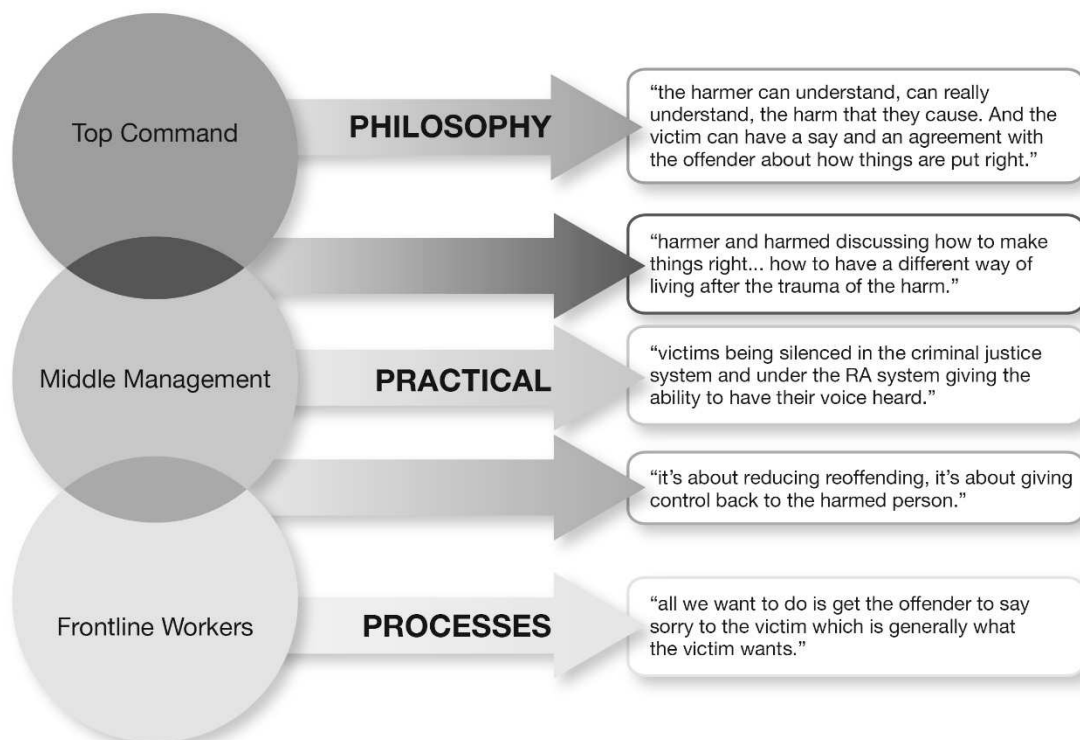 Top Command
PHILOSOPHY
“the harmer can understand, can really
understand, the harm that they cause. And the
victim can have a say and an agreement with
the offender about how things are put right.”
“harmer and harmed discussing how to make
things right... how to have a different way of
living after the trauma of the harm.”
Middle Management
PRACTICAL
“victims being silenced in the criminal justice
system and under the RA system giving the
ability to have their voice heard.”
“it’s about reducing reoffending, it’s about giving
control back to the harmed person.”
Frontline Workers
PROCESSES
“all we want to do is get the offender to say
sorry to the victim which is generally what
the victim wants.”